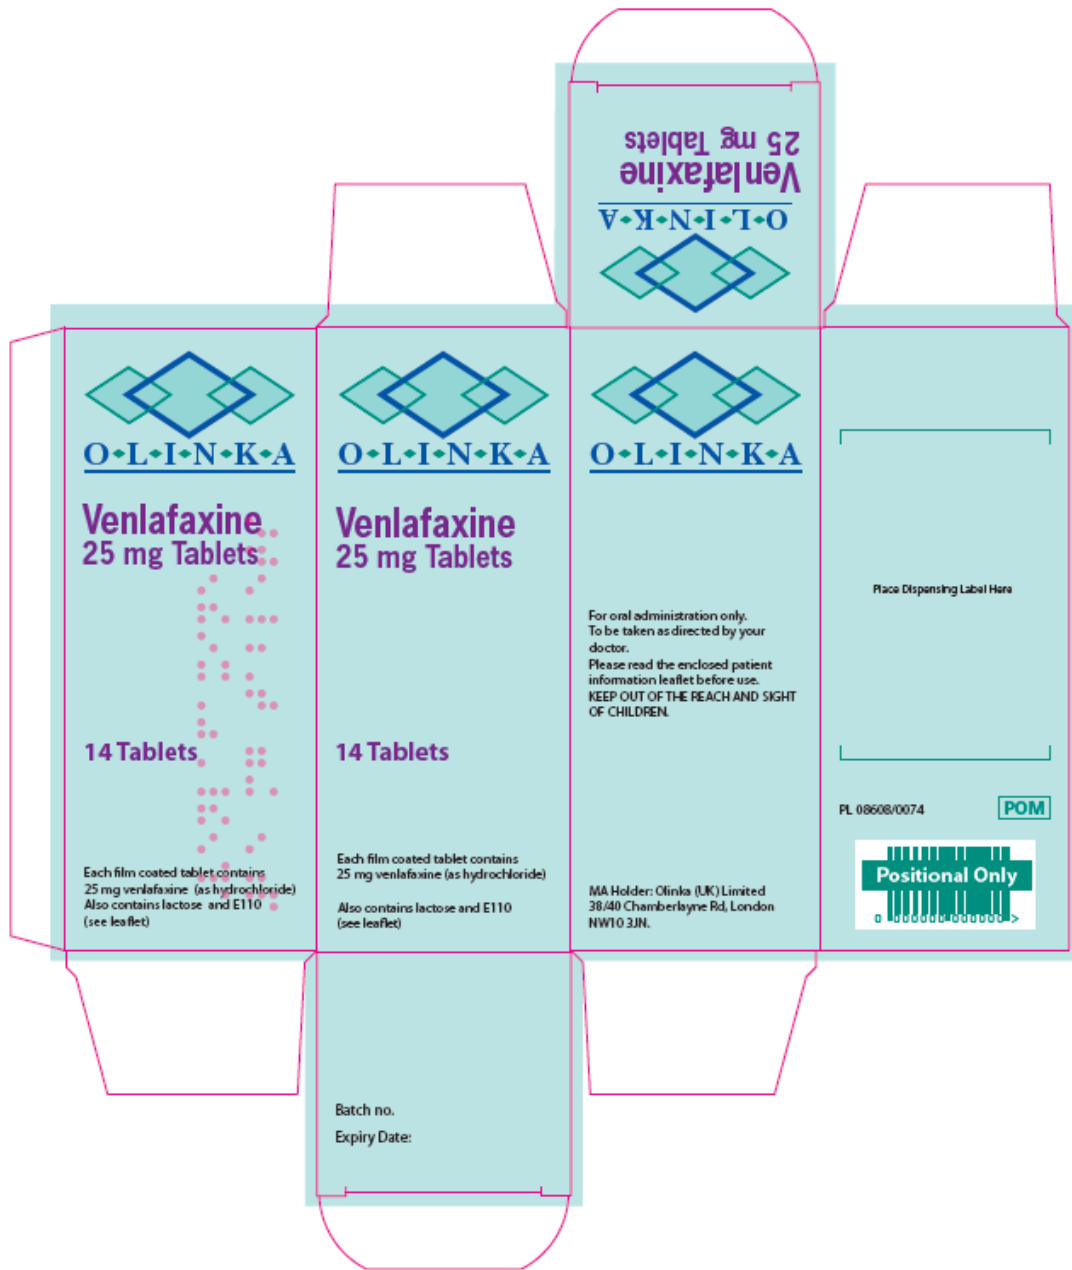 Venlafaxine
25 mg Tablets
O•L•I•N•K•A
O•L•I•N•K•A
Venlafaxine
25 mg Tablets
14 Tablets
Each film coated tablet contains
25 mg venlafaxine (as hydrochloride)
Also contains lactose and E110
(see leaflet)
O•L•I•N•K•A
Venlafaxine
25 mg Tablets
14 Tablets
Each film coated tablet contains
25 mg venlafaxine (as hydrochloride)
Also contains lactose and E110
(see leaflet)
O•L•I•N•K•A
For oral administration only.
To be taken as directed by your
doctor.
Please read the enclosed patient
information leaflet before use.
KEEP OUT OF THE REACH AND SIGHT
OF CHILDREN.
MA Holder: Olinka (UK) Limited
38/40 Chamberlayne Rd, London
NW10 3JN.
Place Dispensing Label Here
PL 08608/0074
POM
Positional Only
0 000000 000000 >
Batch no.
Expiry Date: